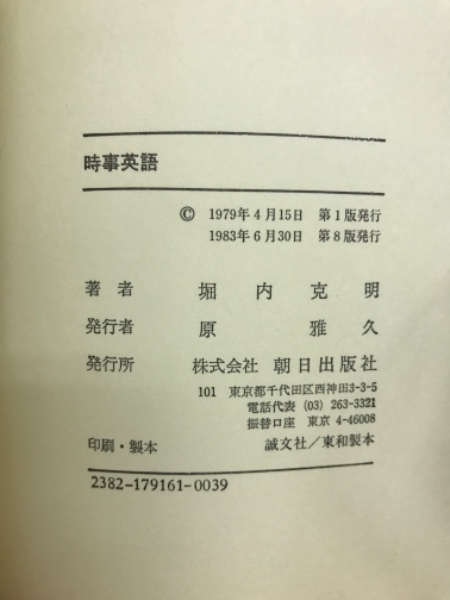 時事英語
© 1979年4月15日 第1版発行
1983年6月30日 第8版発行
著者 堀内克明
発行者 原雅久
発行所 株式会社 朝日出版社
101 東京都千代田区西神田3-3-5
電話代表 (03) 263-3321
振替口座 東京 4-46008
印刷・製本 誠文社/東和製本
2382-179161-0039